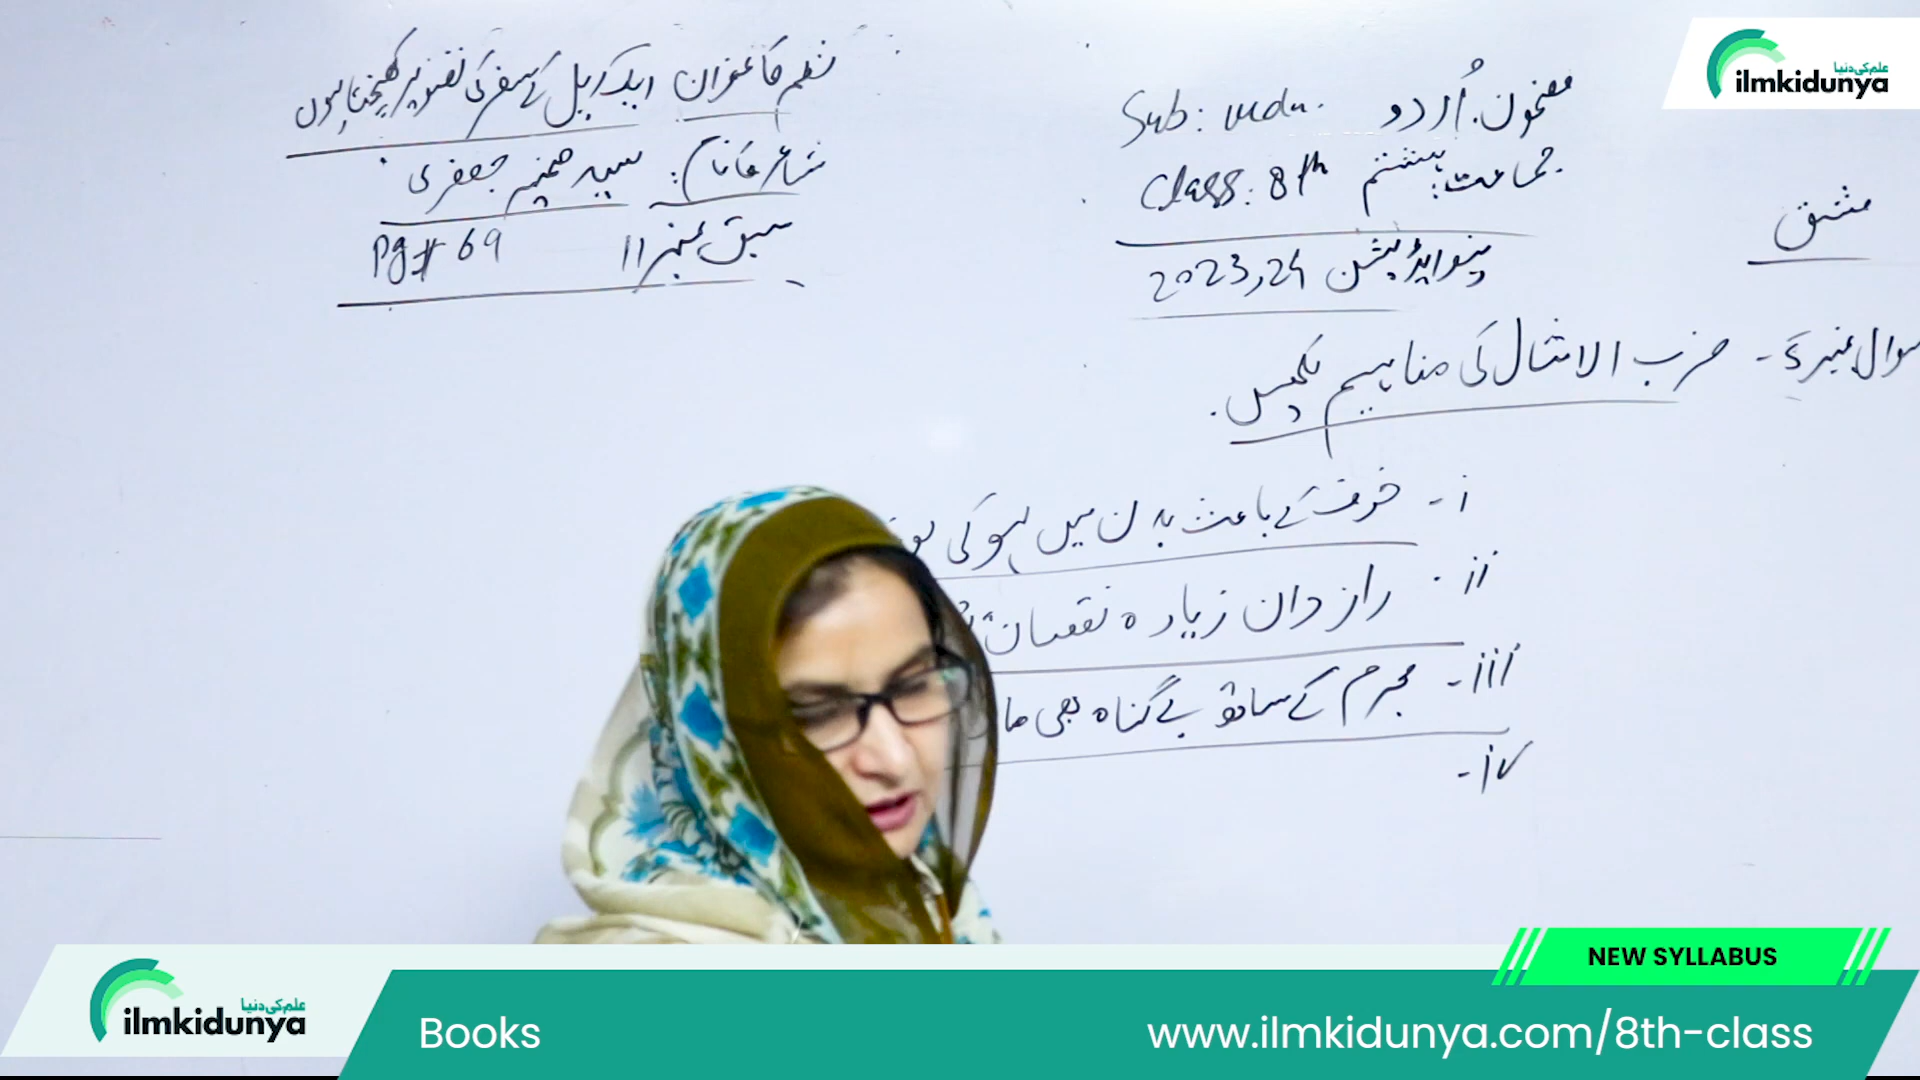 علم کی دنیا
ilmkidunya
مضمون: اُردو
Sub: Urdu.
جماعت: ہشتم
Class: 8th
نیو ایڈیشن 2023,24
نظم کا عنوان ایک ریل کے سفر کی تصویر کھینچتا ہوں
شاعر کا نام: سید ضمیر جعفری
سبق نمبر 11
Pg# 69
مشق
سوال نمبر 5- ضرب الامثال کی مفاہیم لکھیں.
i- خوف کے باعث بدن میں لہو کی
ii. راز دان زیادہ نقصان
iii- مجرم کے ساتھ بے گناہ بھی
iv-
NEW SYLLABUS
علم کی دنیا
ilmkidunya
Books
www.ilmkidunya.com/8th-class